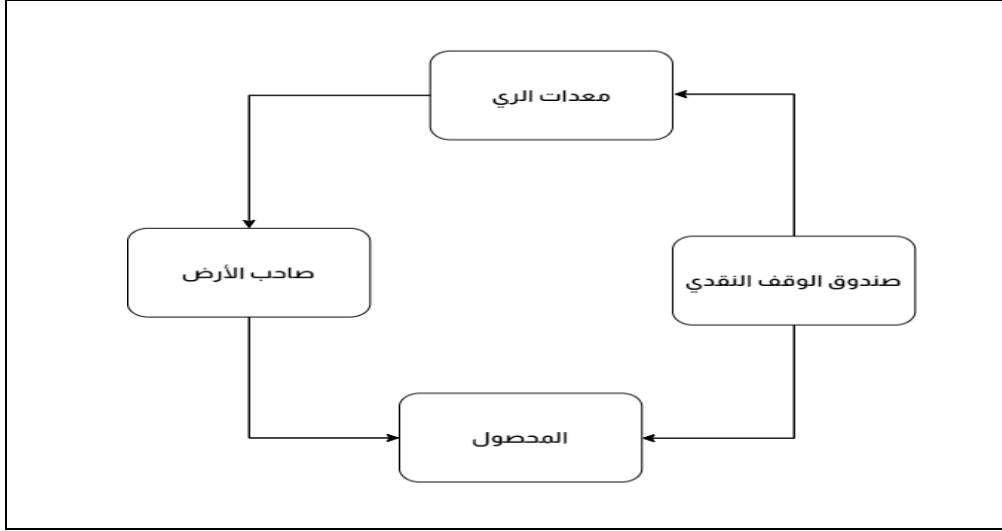 معدات الري
صاحب الأرض
صندوق الوقف النقدي
المحصول